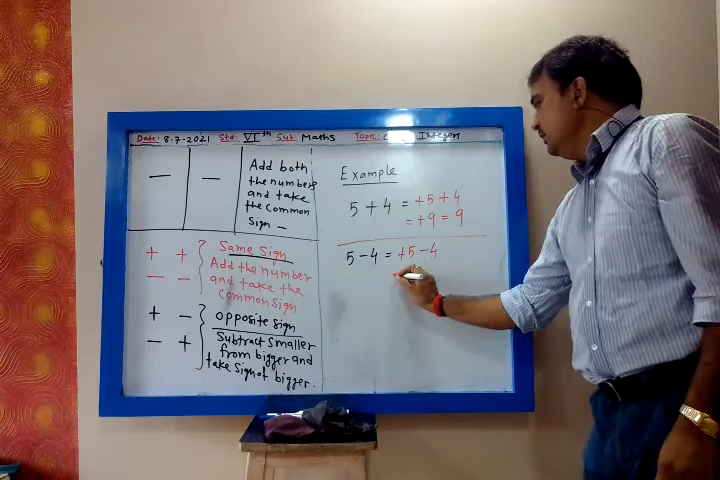 Date: 8-7-2021 Std: VIth Sub: Maths Topic: Integers
— — Add both
the numbers
and take
the common
Sign —
+ + Same Sign
— — Add the number
and take the
Common Sign
+ — opposite sign
— + Subtract smaller
from bigger and
take Sign of bigger.
Example
5 + 4 = +5 + 4
= +9 = 9
5 - 4 = +5 - 4